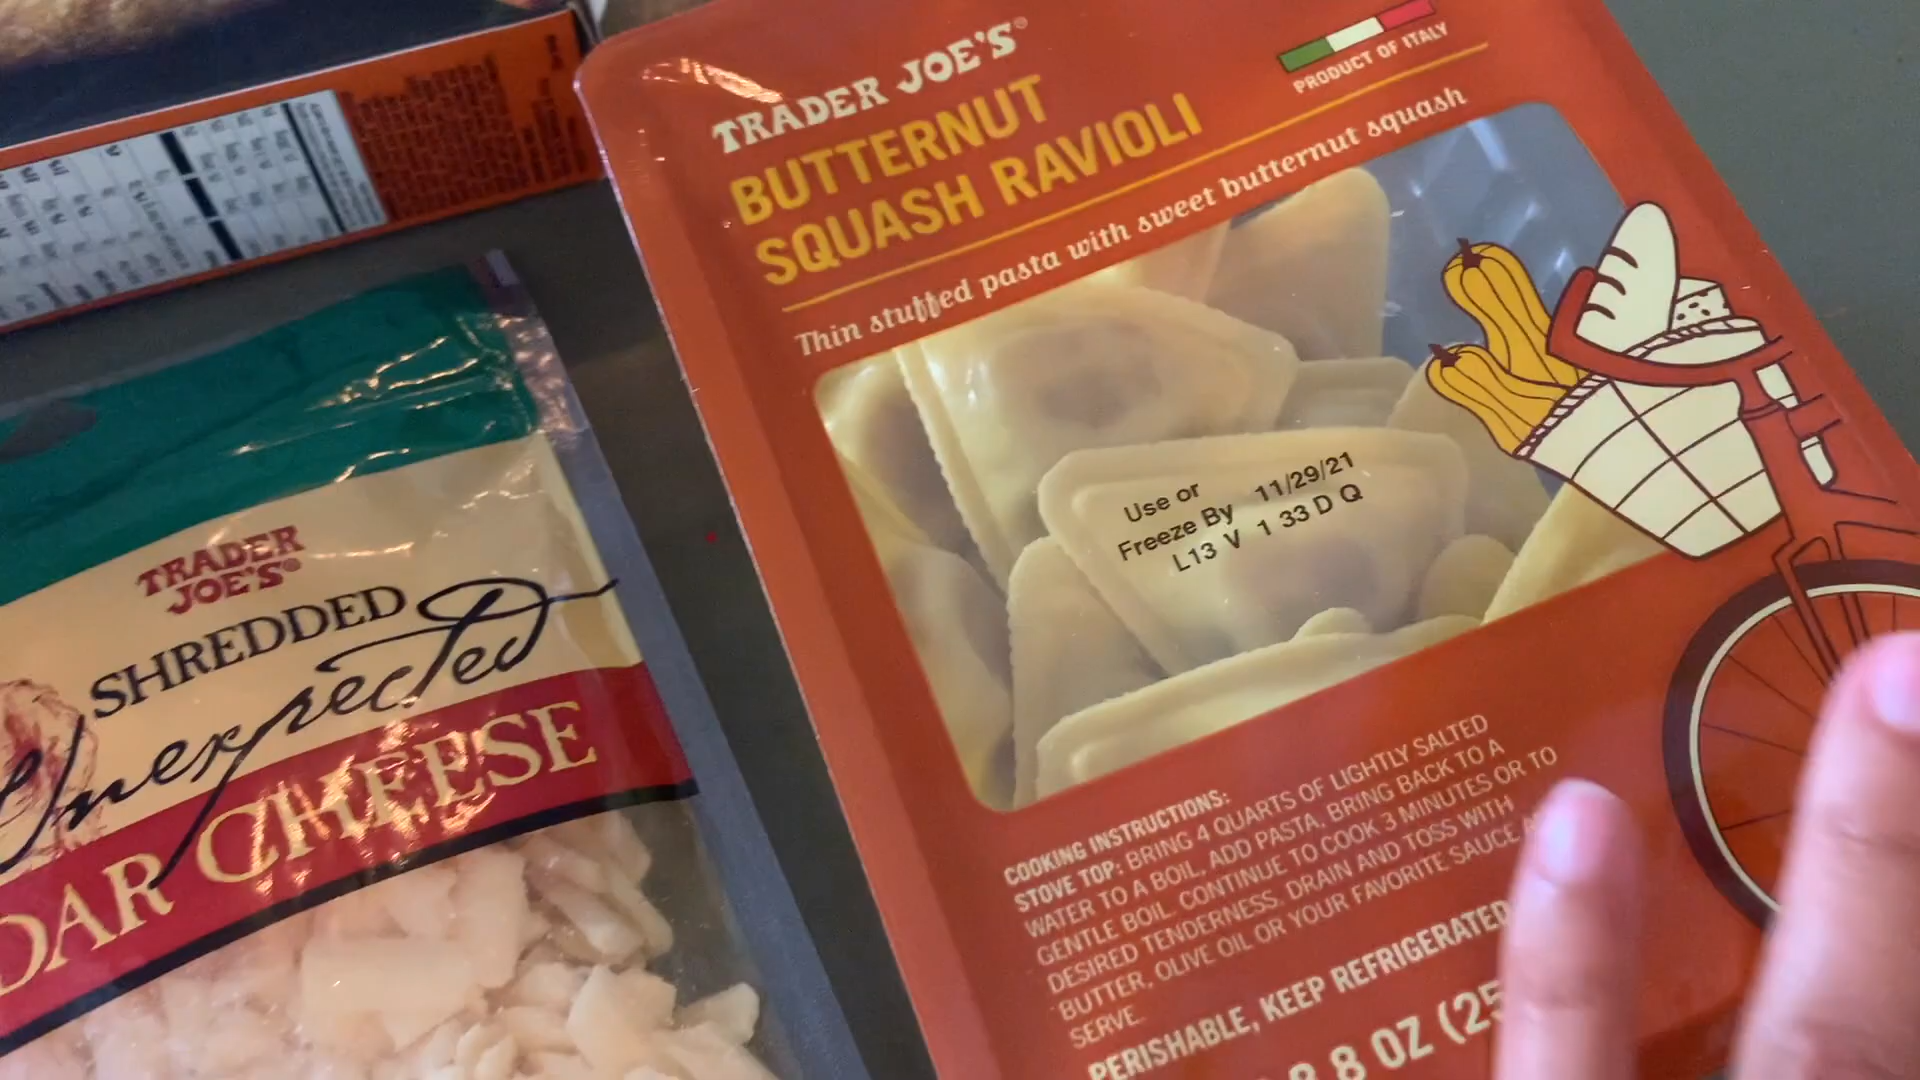 TRADER JOE'S®
BUTTERNUT
SQUASH RAVIOLI
PRODUCT OF ITALY
Thin stuffed pasta with sweet butternut squash
Use or
Freeze By 11/29/21
L13 V 1 33 D Q
COOKING INSTRUCTIONS:
STOVE TOP: BRING 4 QUARTS OF LIGHTLY SALTED
WATER TO A BOIL, ADD PASTA, BRING BACK TO A
GENTLE BOIL. CONTINUE TO COOK 3 MINUTES OR TO
DESIRED TENDERNESS. DRAIN AND TOSS WITH
BUTTER, OLIVE OIL OR YOUR FAVORITE SAUCE
SERVE.
PERISHABLE, KEEP REFRIGERATED
8 OZ (25
TRADER
JOE'S®
SHREDDED
Unexpected
DAR CHEESE